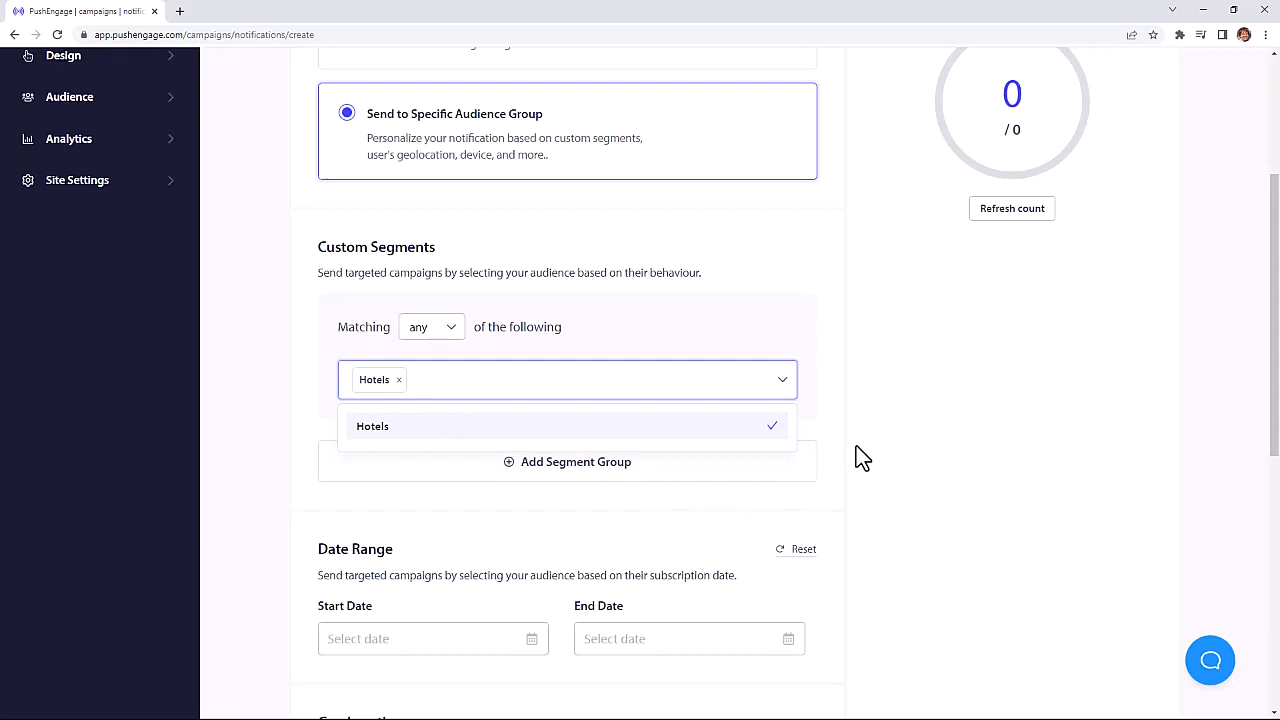 PushEngage | campaigns | notific
app.pushengage.com/campaigns/notifications/create
Design
Audience
Analytics
Site Settings
Send to Specific Audience Group
Personalize your notification based on custom segments,
user's geolocation, device, and more..
0
/ 0
Refresh count
Custom Segments
Send targeted campaigns by selecting your audience based on their behaviour.
Matching any of the following
Hotels ×
Hotels
Add Segment Group
Date Range
Reset
Send targeted campaigns by selecting your audience based on their subscription date.
Start Date
End Date
Select date
Select date